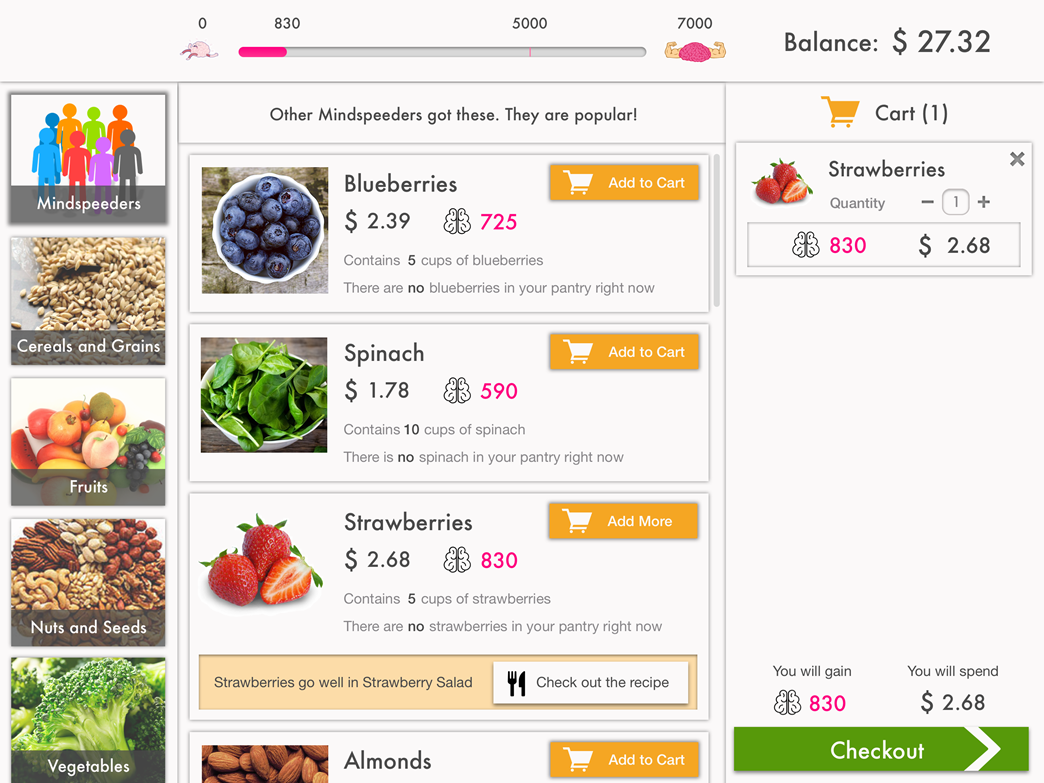 0 830 5000 7000
Balance: $ 27.32
Mindspeeders
Cereals and Grains
Fruits
Nuts and Seeds
Vegetables
Other Mindspeeders got these. They are popular!
Blueberries
Add to Cart
$ 2.39 725
Contains 5 cups of blueberries
There are no blueberries in your pantry right now
Spinach
Add to Cart
$ 1.78 590
Contains 10 cups of spinach
There is no spinach in your pantry right now
Strawberries
Add More
$ 2.68 830
Contains 5 cups of strawberries
There are no strawberries in your pantry right now
Strawberries go well in Strawberry Salad
Check out the recipe
Almonds
Add to Cart
Cart (1)
Strawberries
Quantity − 1 +
830 $ 2.68
You will gain You will spend
830 $ 2.68
Checkout